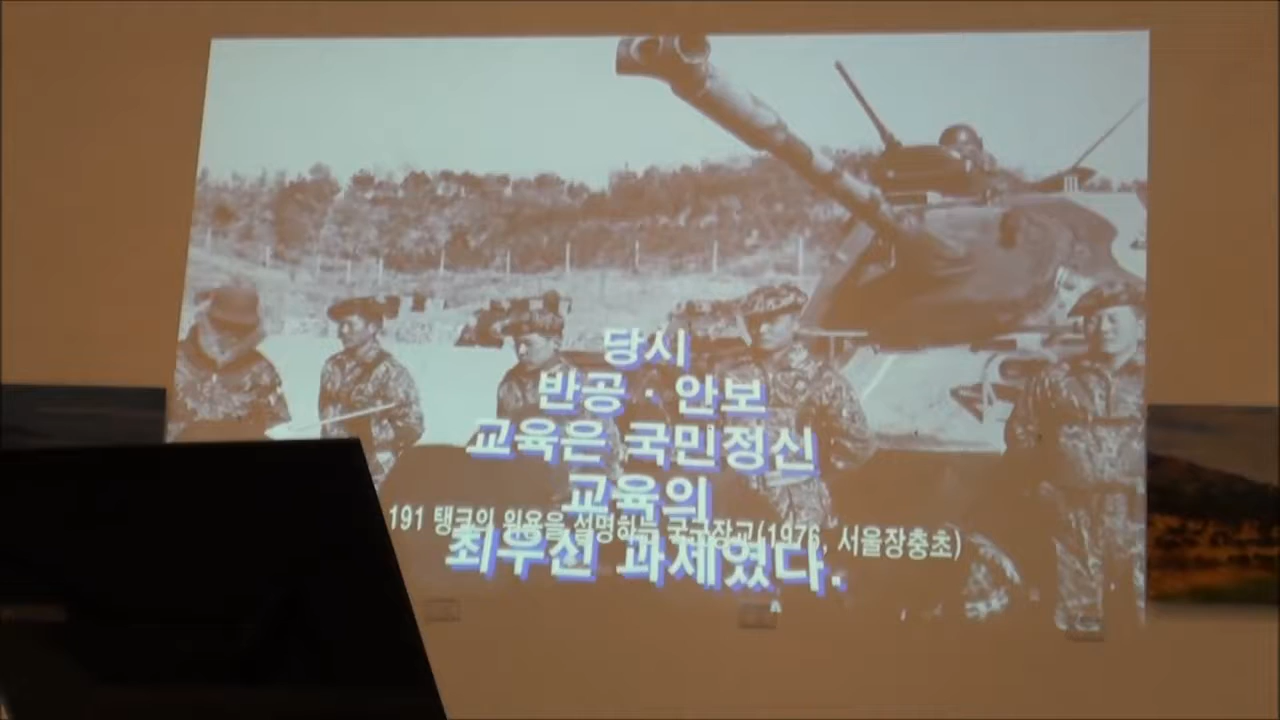 당시
반공 · 안보
교육은 국민정신
교육의
191 탱크의 위용을 설명하는 국군장교(1976, 서울장충초)
최우선 과제였다.